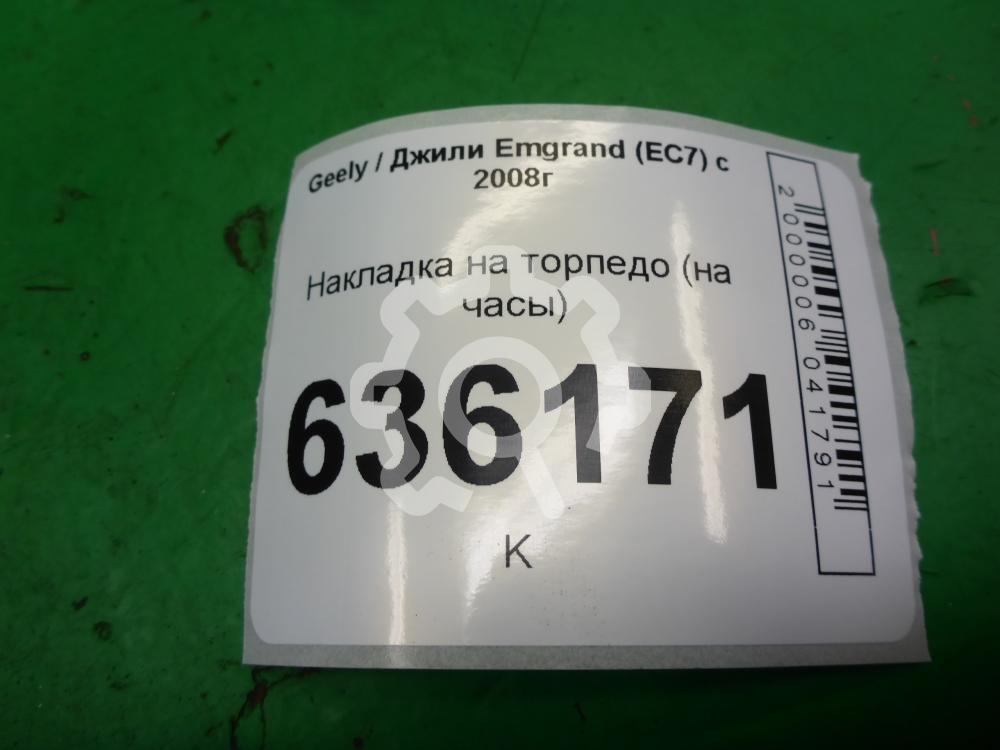 Geely / Джили Emgrand (EC7) с
2008г
Накладка на торпедо (на
часы)
636171
К
2000006041791